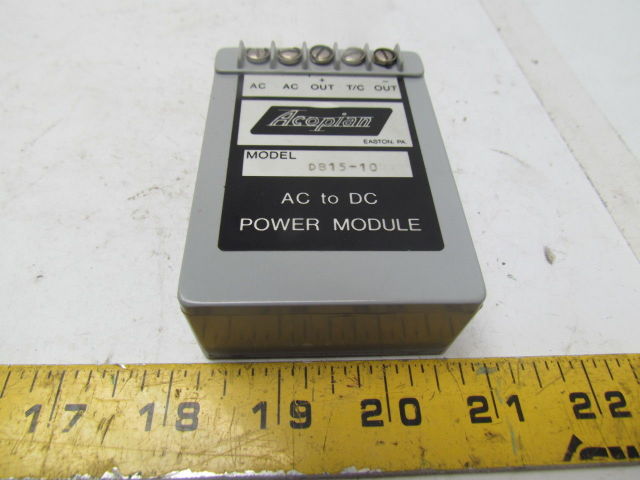 + −
AC AC OUT T/C OUT
Acopian
EASTON, PA.
MODEL
DB15-10
AC to DC
POWER MODULE
17 18 19 20 21 22